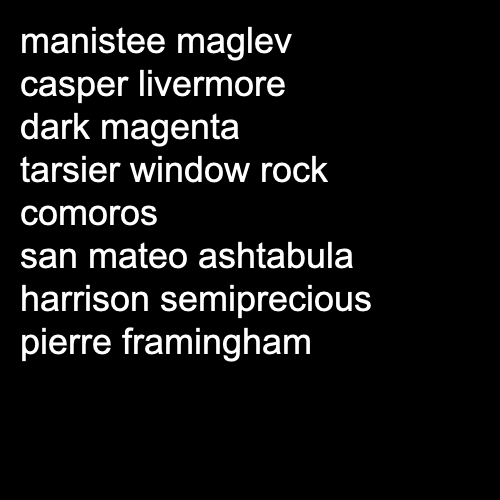 manistee maglev
casper livermore
dark magenta
tarsier window rock
comoros
san mateo ashtabula
harrison semiprecious
pierre framingham